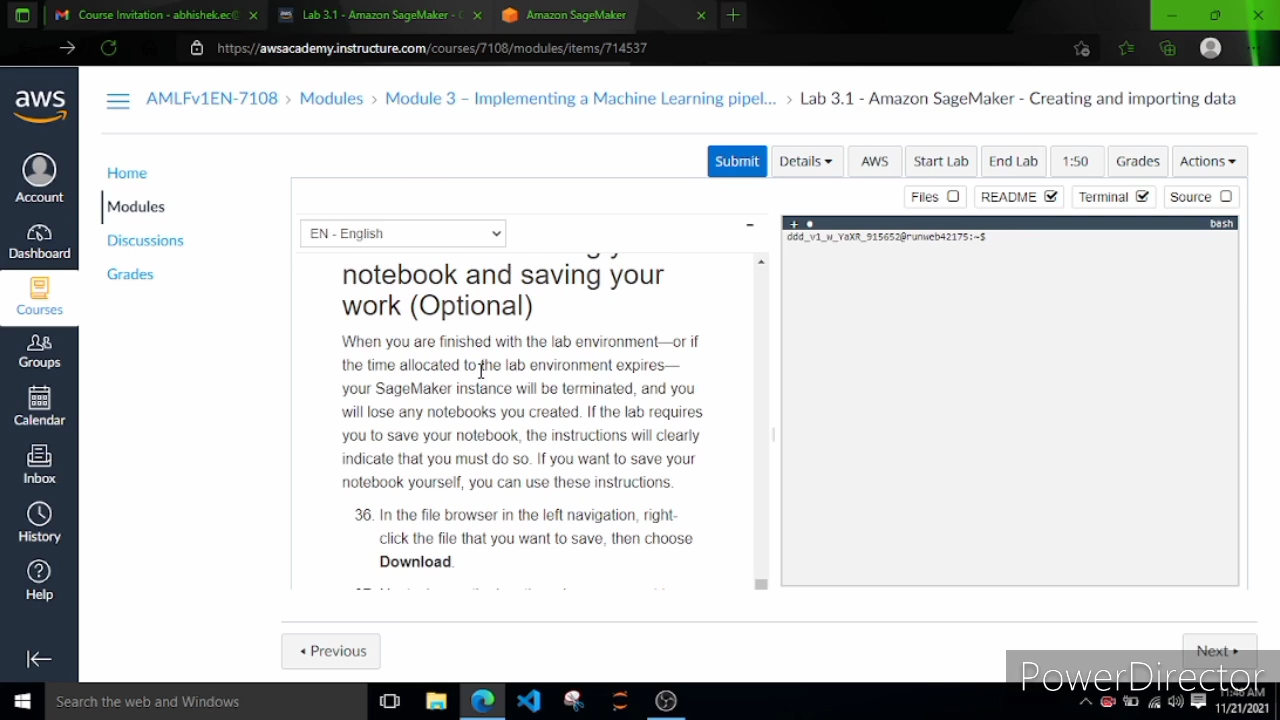 Course Invitation - abhishek.ec@
Lab 3.1 - Amazon SageMaker - C
Amazon SageMaker
https://awsacademy.instructure.com/courses/7108/modules/items/714537
aws
Account
Dashboard
Courses
Groups
Calendar
Inbox
History
Help
AMLFv1EN-7108 › Modules › Module 3 – Implementing a Machine Learning pipel... › Lab 3.1 - Amazon SageMaker - Creating and importing data
Home
Modules
Discussions
Grades
Submit
Details
AWS
Start Lab
End Lab
1:50
Grades
Actions
Files
README
Terminal
Source
EN - English
notebook and saving your
work (Optional)
When you are finished with the lab environment—or if
the time allocated to the lab environment expires—
your SageMaker instance will be terminated, and you
will lose any notebooks you created. If the lab requires
you to save your notebook, the instructions will clearly
indicate that you must do so. If you want to save your
notebook yourself, you can use these instructions.
36. In the file browser in the left navigation, right-
click the file that you want to save, then choose
Download.
bash
ddd_v1_w_YaXR_915652@runweb42175:~$
Previous
Next
PowerDirector
Search the web and Windows
11/21/2021